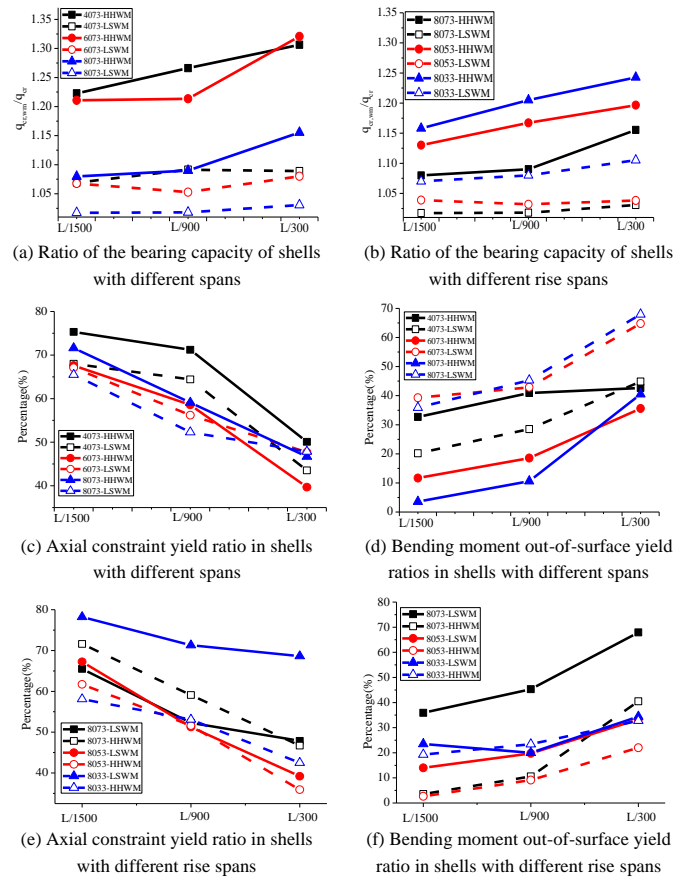 4073-HHWM
4073-LSWM
6073-HHWM
6073-LSWM
8073-HHWM
8073-LSWM
1.35
1.30
1.25
1.20
1.15
1.10
1.05
q_cr,wm/q_cr
L/1500 L/900 L/300
(a) Ratio of the bearing capacity of shells
with different spans
8073-HHWM
8073-LSWM
8053-HHWM
8053-LSWM
8033-HHWM
8033-LSWM
1.35
1.30
1.25
1.20
1.15
1.10
1.05
q_cr,wm/q_cr
L/1500 L/900 L/300
(b) Ratio of the bearing capacity of shells
with different rise spans
80
70
60
50
40
Percentage(%)
4073-HHWM
4073-LSWM
6073-HHWM
6073-LSWM
8073-HHWM
8073-LSWM
L/1500 L/900 L/300
(c) Axial constraint yield ratio in shells
with different spans
70
60
50
40
30
20
10
0
Percentage(%)
4073-HHWM
4073-LSWM
6073-HHWM
6073-LSWM
8073-HHWM
8073-LSWM
L/1500 L/900 L/300
(d) Bending moment out-of-surface yield
ratios in shells with different spans
80
70
60
50
40
Percentage(%)
8073-LSWM
8073-HHWM
8053-LSWM
8053-HHWM
8033-LSWM
8033-HHWM
L/1500 L/900 L/300
(e) Axial constraint yield ratio in shells
with different rise spans
80
70
60
50
40
30
20
10
0
Percentage(%)
8073-LSWM
8073-HHWM
8053-LSWM
8053-HHWM
8033-LSWM
8033-HHWM
L/1500 L/900 L/300
(f) Bending moment out-of-surface yield
ratio in shells with different rise spans